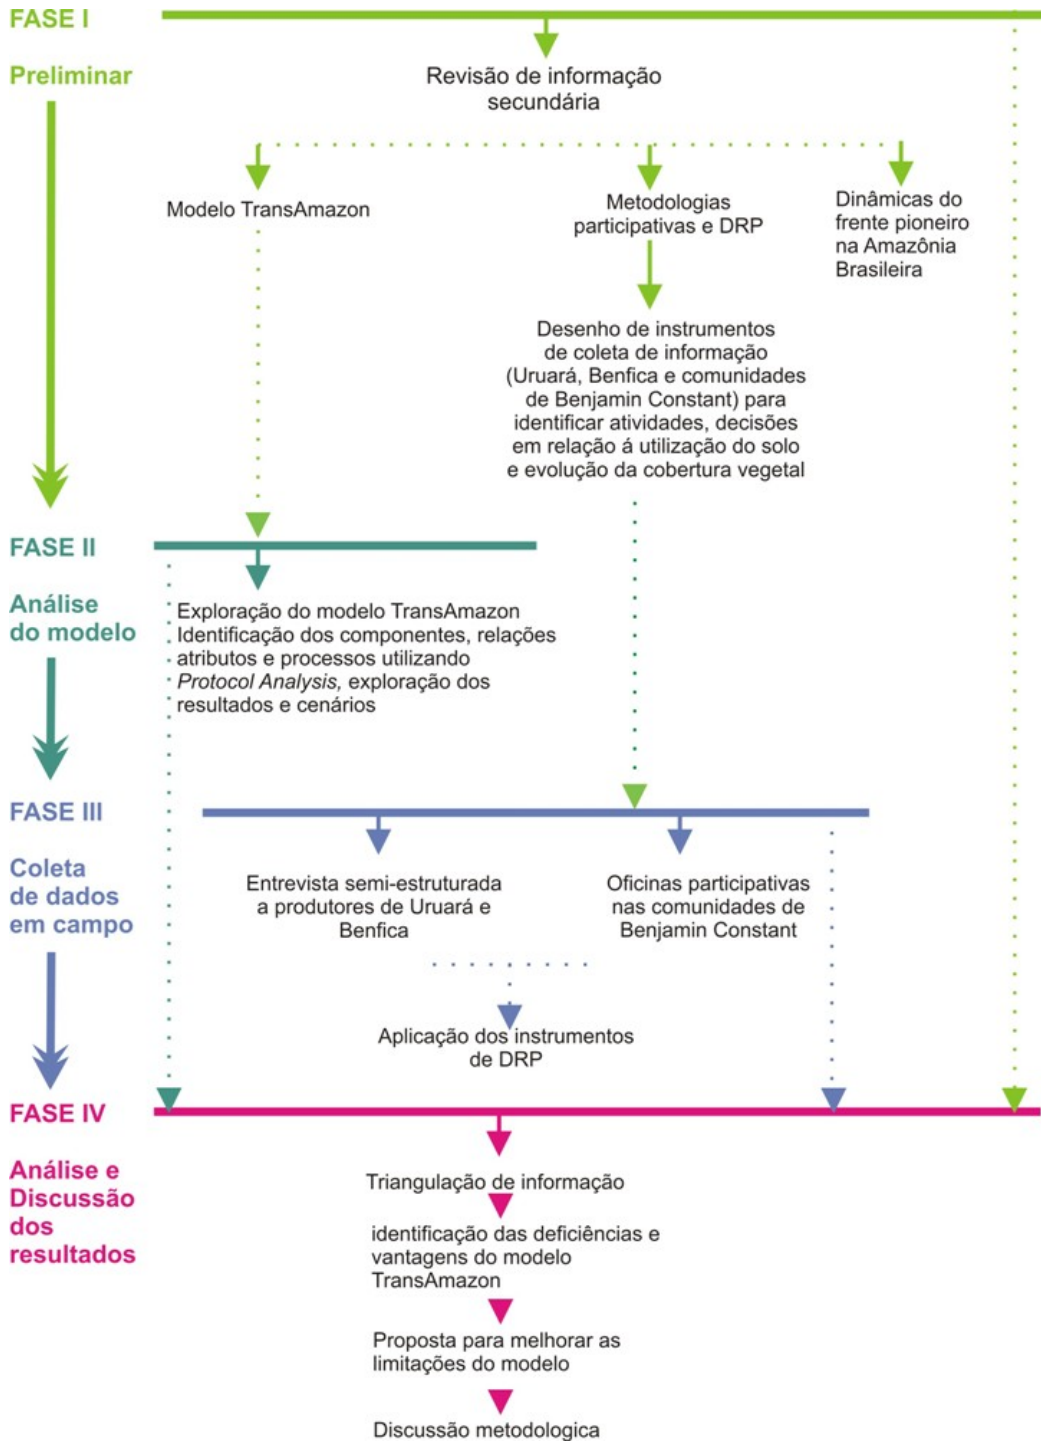 FASE I
Preliminar
Revisão de informação
secundária
Modelo TransAmazon
Metodologias
participativas e DRP
Dinâmicas do
frente pioneiro
na Amazônia
Brasileira
Desenho de instrumentos
de coleta de informação
(Uruará, Benfica e comunidades
de Benjamin Constant) para
identificar atividades, decisões
em relação á utilização do solo
e evolução da cobertura vegetal
FASE II
Análise
do modelo
Exploração do modelo TransAmazon
Identificação dos componentes, relações
atributos e processos utilizando
Protocol Analysis, exploração dos
resultados e cenários
FASE III
Coleta
de dados
em campo
Entrevista semi-estruturada
a produtores de Uruará e
Benfica
Oficinas participativas
nas comunidades de
Benjamin Constant
Aplicação dos instrumentos
de DRP
FASE IV
Análise e
Discussão
dos
resultados
Triangulação de informação
identificação das deficiências e
vantagens do modelo
TransAmazon
Proposta para melhorar as
limitações do modelo
Discussão metodologica